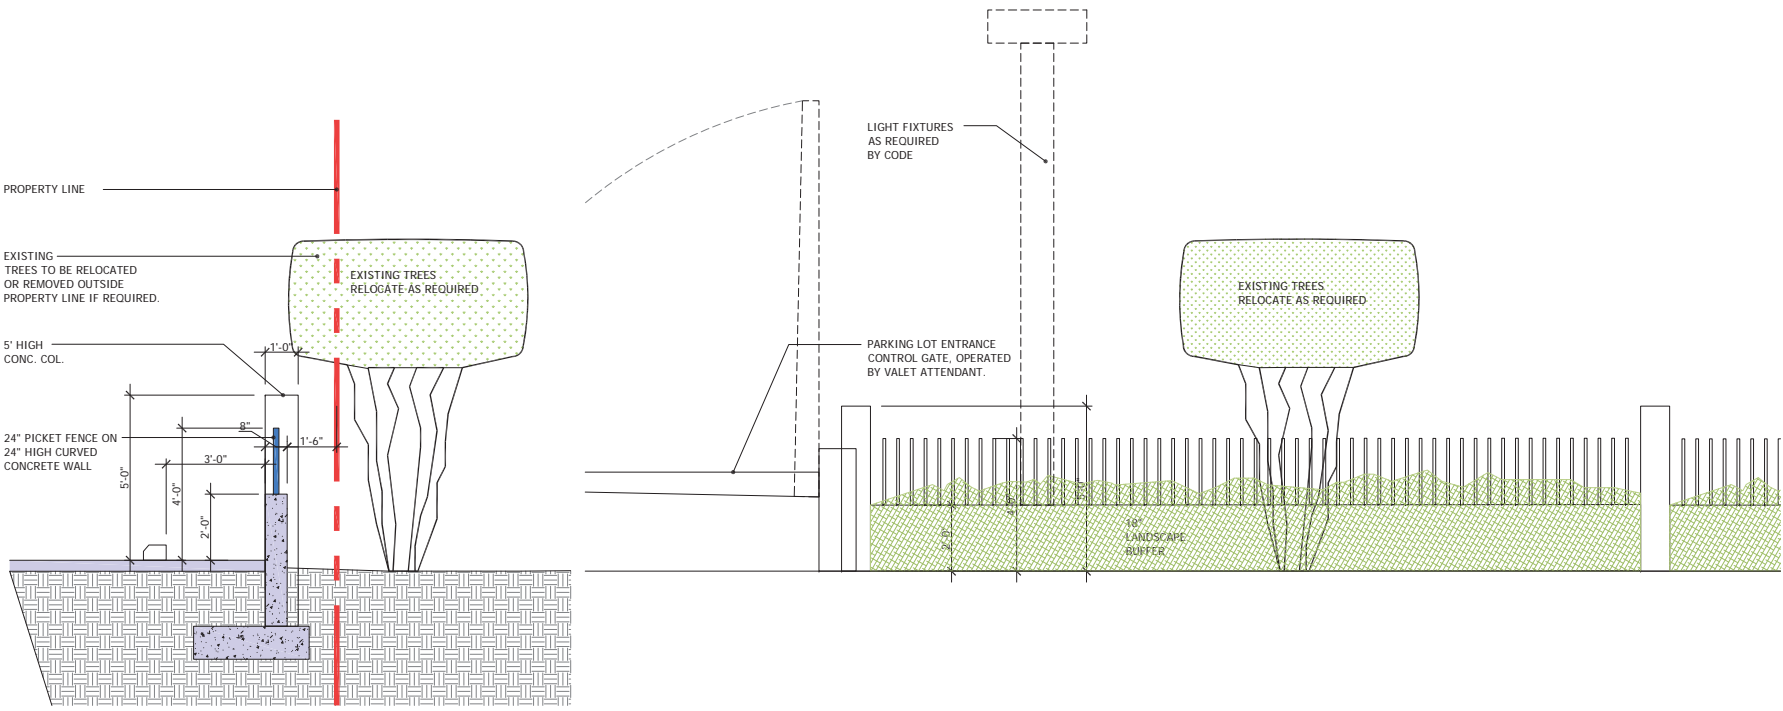 PROPERTY LINE
EXISTING
TREES TO BE RELOCATED
OR REMOVED OUTSIDE
PROPERTY LINE IF REQUIRED.
EXISTING TREES
RELOCATE AS REQUIRED
5' HIGH
CONC. COL.
1'-0"
24" PICKET FENCE ON
24" HIGH CURVED
CONCRETE WALL
8"
1'-6"
3'-0"
5'-0"
4'-0"
2'-0"
LIGHT FIXTURES
AS REQUIRED
BY CODE
PARKING LOT ENTRANCE
CONTROL GATE, OPERATED
BY VALET ATTENDANT.
EXISTING TREES
RELOCATE AS REQUIRED
2'-0"
4'-0"
5'-0"
18"
LANDSCAPE
BUFFER